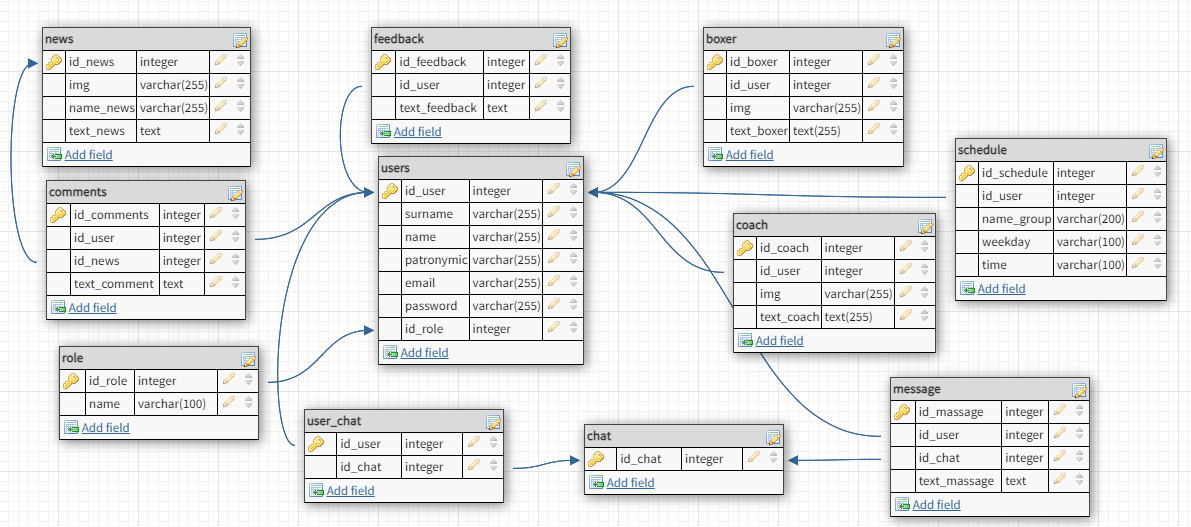 news
id_news integer
img varchar(255)
name_news varchar(255)
text_news text
Add field
feedback
id_feedback integer
id_user integer
text_feedback text
Add field
boxer
id_boxer integer
id_user integer
img varchar(255)
text_boxer text(255)
Add field
schedule
id_schedule integer
id_user integer
name_group varchar(200)
weekday varchar(100)
time varchar(100)
Add field
comments
id_comments integer
id_user integer
id_news integer
text_comment text
Add field
users
id_user integer
surname varchar(255)
name varchar(255)
patronymic varchar(255)
email varchar(255)
password varchar(255)
id_role integer
Add field
coach
id_coach integer
id_user integer
img varchar(255)
text_coach text(255)
Add field
role
id_role integer
name varchar(100)
Add field
user_chat
id_user integer
id_chat integer
Add field
chat
id_chat integer
Add field
message
id_massage integer
id_user integer
id_chat integer
text_massage text
Add field